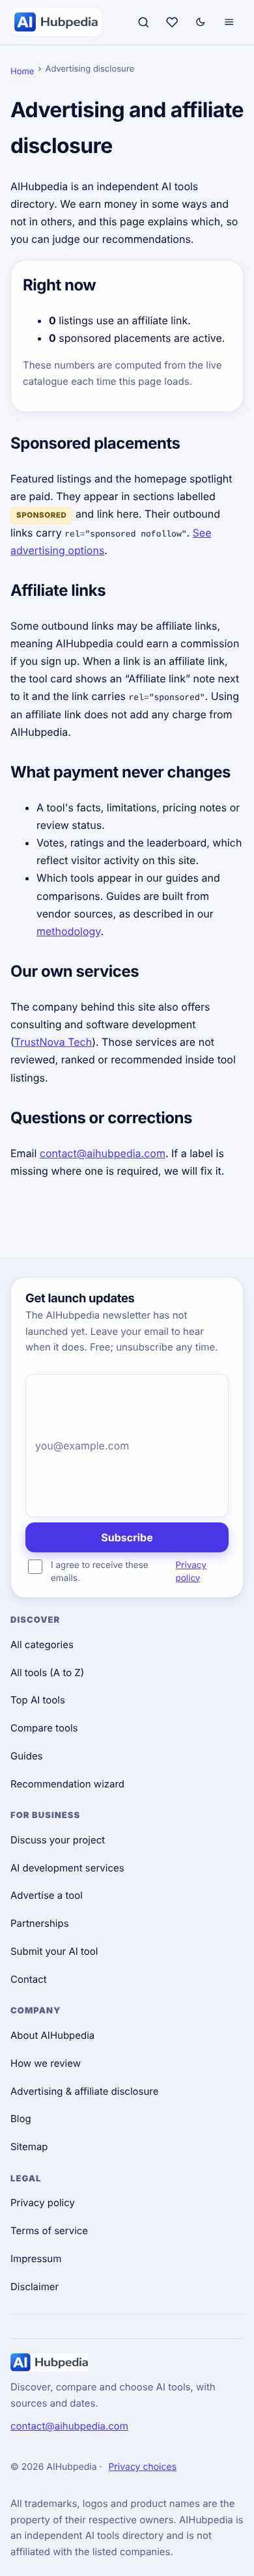 AI Hubpedia
Home › Advertising disclosure
Advertising and affiliate
disclosure
AIHubpedia is an independent AI tools
directory. We earn money in some ways and
not in others, and this page explains which, so
you can judge our recommendations.
Right now
• 0 listings use an affiliate link.
• 0 sponsored placements are active.
These numbers are computed from the live
catalogue each time this page loads.
Sponsored placements
Featured listings and the homepage spotlight
are paid. They appear in sections labelled
SPONSORED and link here. Their outbound
links carry rel="sponsored nofollow". See
advertising options.
Affiliate links
Some outbound links may be affiliate links,
meaning AIHubpedia could earn a commission
if you sign up. When a link is an affiliate link,
the tool card shows an “Affiliate link” note next
to it and the link carries rel="sponsored". Using
an affiliate link does not add any charge from
AIHubpedia.
What payment never changes
• A tool's facts, limitations, pricing notes or
review status.
• Votes, ratings and the leaderboard, which
reflect visitor activity on this site.
• Which tools appear in our guides and
comparisons. Guides are built from
vendor sources, as described in our
methodology.
Our own services
The company behind this site also offers
consulting and software development
(TrustNova Tech). Those services are not
reviewed, ranked or recommended inside tool
listings.
Questions or corrections
Email contact@aihubpedia.com. If a label is
missing where one is required, we will fix it.
Get launch updates
The AIHubpedia newsletter has not
launched yet. Leave your email to hear
when it does. Free; unsubscribe any time.
you@example.com
Subscribe
I agree to receive these Privacy
emails. policy
DISCOVER
All categories
All tools (A to Z)
Top AI tools
Compare tools
Guides
Recommendation wizard
FOR BUSINESS
Discuss your project
AI development services
Advertise a tool
Partnerships
Submit your AI tool
Contact
COMPANY
About AIHubpedia
How we review
Advertising & affiliate disclosure
Blog
Sitemap
LEGAL
Privacy policy
Terms of service
Impressum
Disclaimer
AI Hubpedia
Discover, compare and choose AI tools, with
sources and dates.
contact@aihubpedia.com
© 2026 AIHubpedia · Privacy choices
All trademarks, logos and product names are the
property of their respective owners. AIHubpedia is
an independent AI tools directory and is not
affiliated with the listed companies.